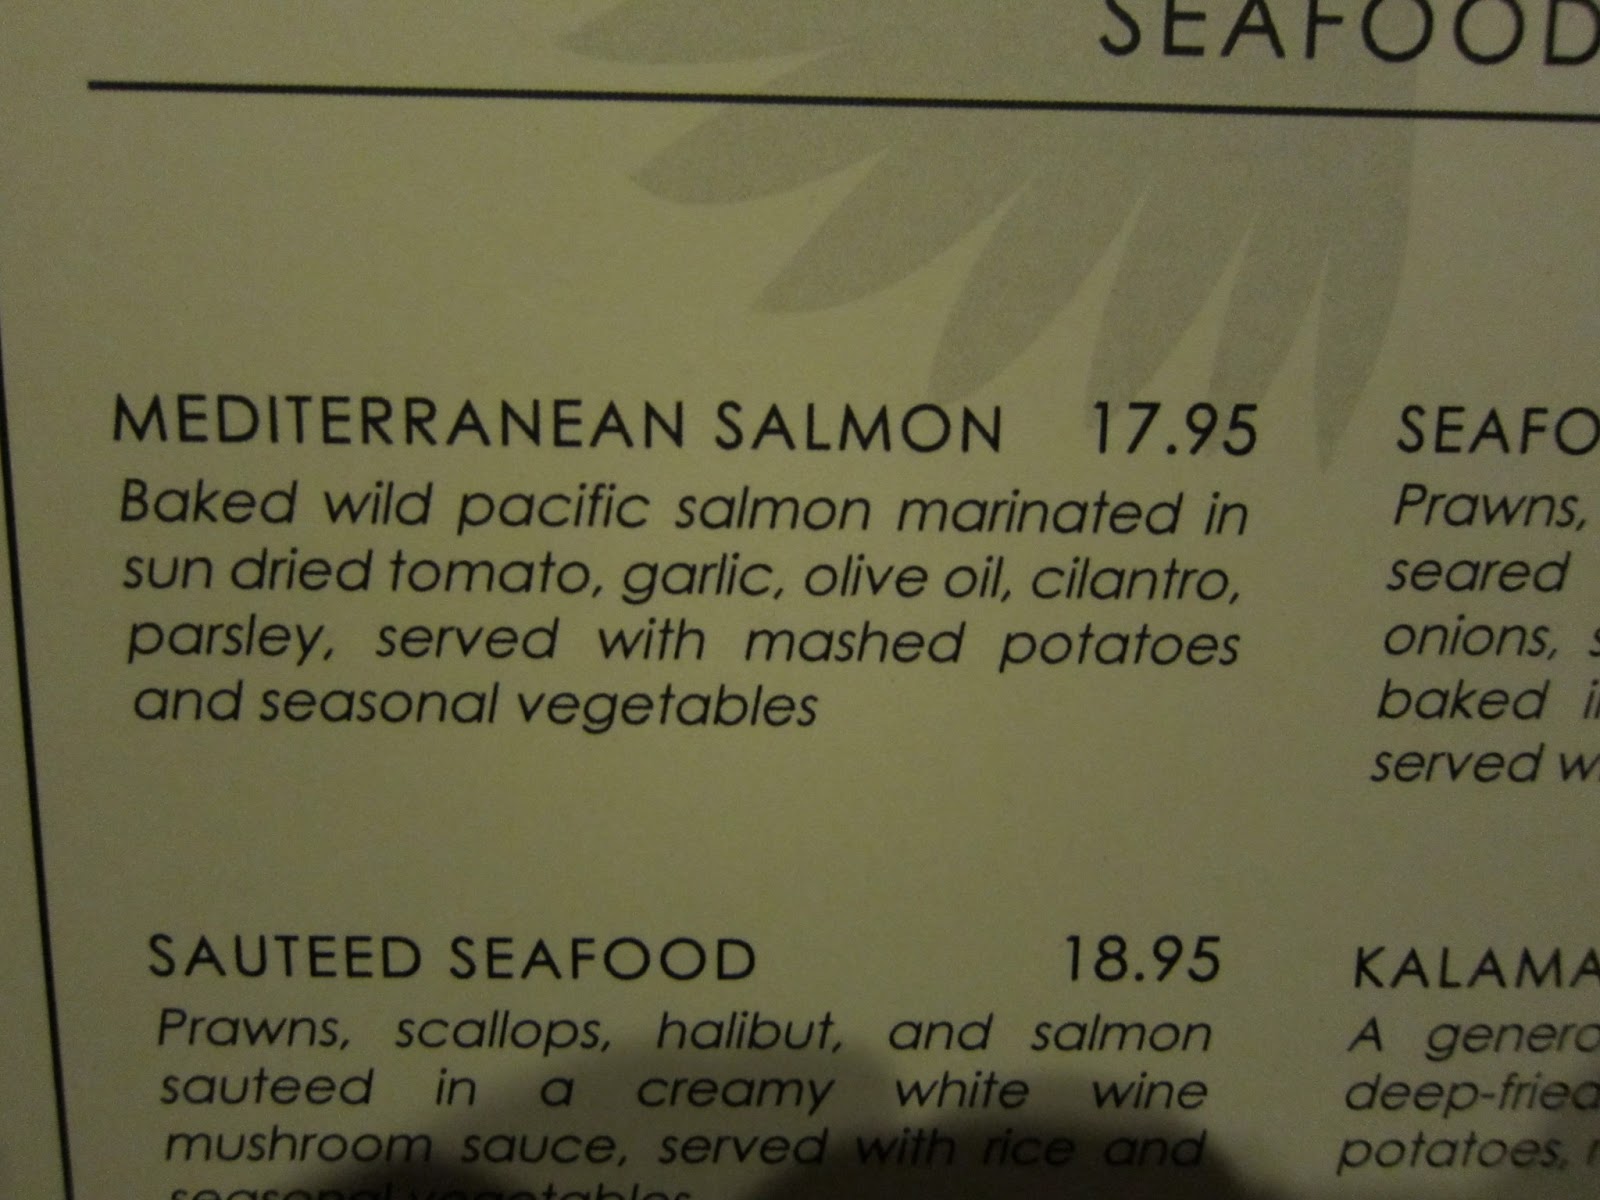 SEAFOOD
MEDITERRANEAN SALMON 17.95
Baked wild pacific salmon marinated in
sun dried tomato, garlic, olive oil, cilantro,
parsley, served with mashed potatoes
and seasonal vegetables
SAUTEED SEAFOOD 18.95
Prawns, scallops, halibut, and salmon
sauteed in a creamy white wine
mushroom sauce, served with rice and
seasonal vegetables
SEAFO
Prawns,
seared
onions,
baked
served
KALAMA
A
deep-fried
potatoes,